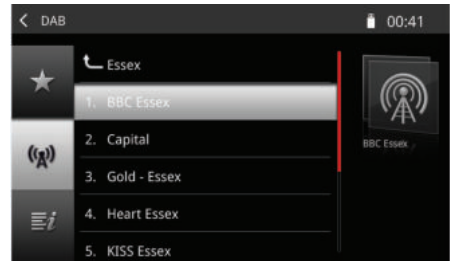 DAB 00:41
Essex
1. BBC Essex
2. Capital
3. Gold - Essex
4. Heart Essex
5. KISS Essex
BBC Essex